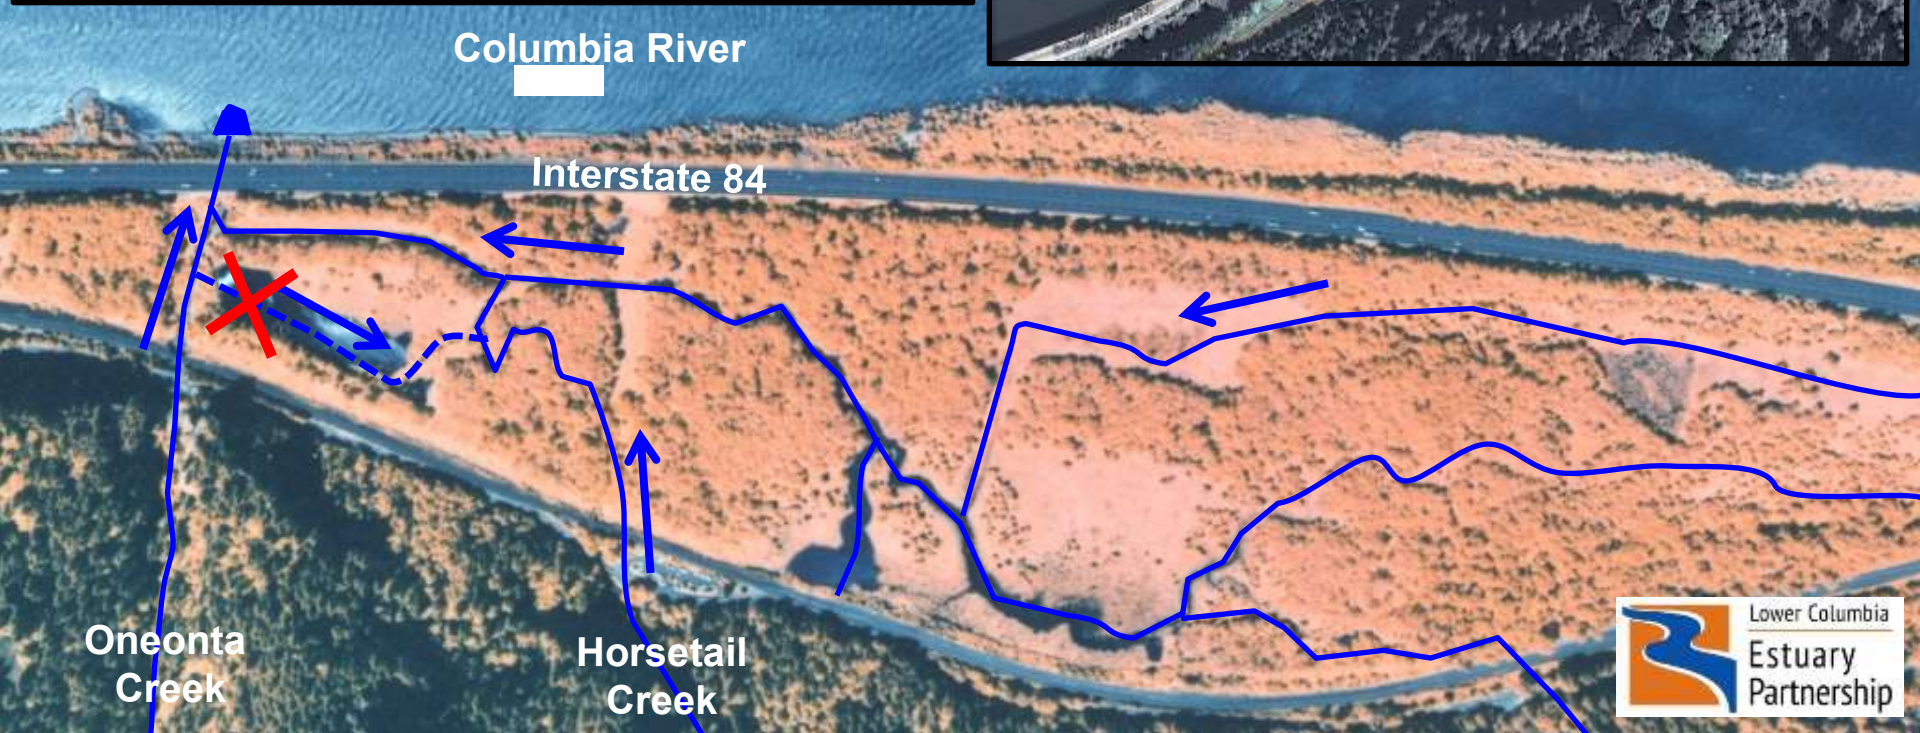 Columbia River
Interstate 84
Oneonta
Creek
Horsetail
Creek
Lower Columbia
Estuary
Partnership